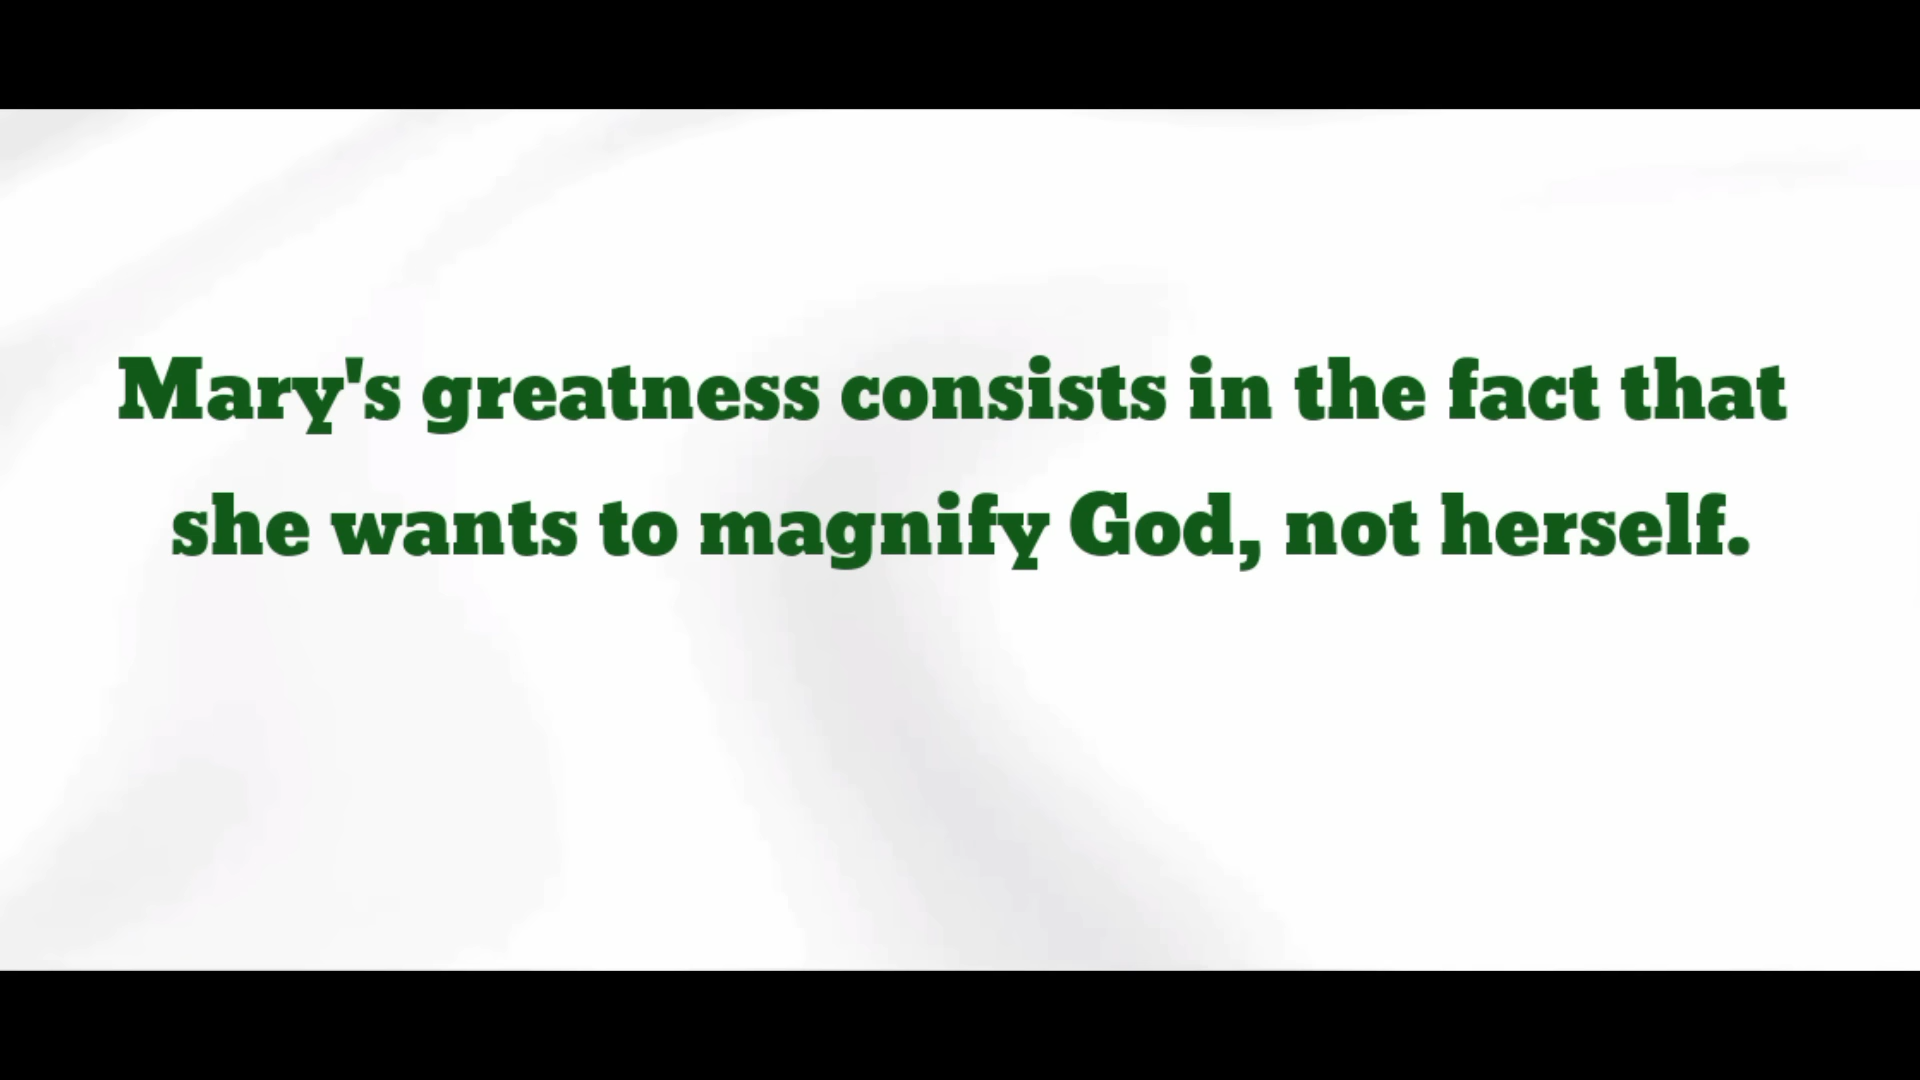 Mary's greatness consists in the fact that
she wants to magnify God, not herself.